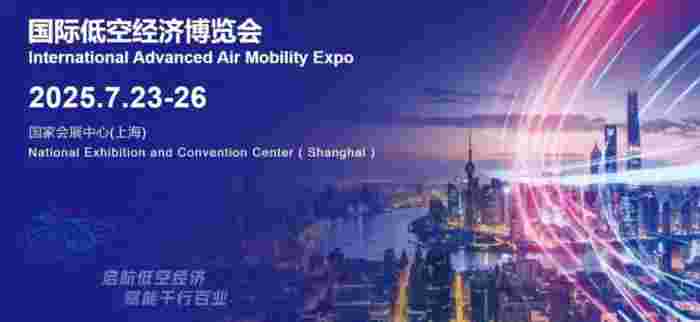 国际低空经济博览会
International Advanced Air Mobility Expo
2025.7.23-26
国家会展中心(上海)
National Exhibition and Convention Center ( Shanghai )
启航低空经济
赋能千行百业